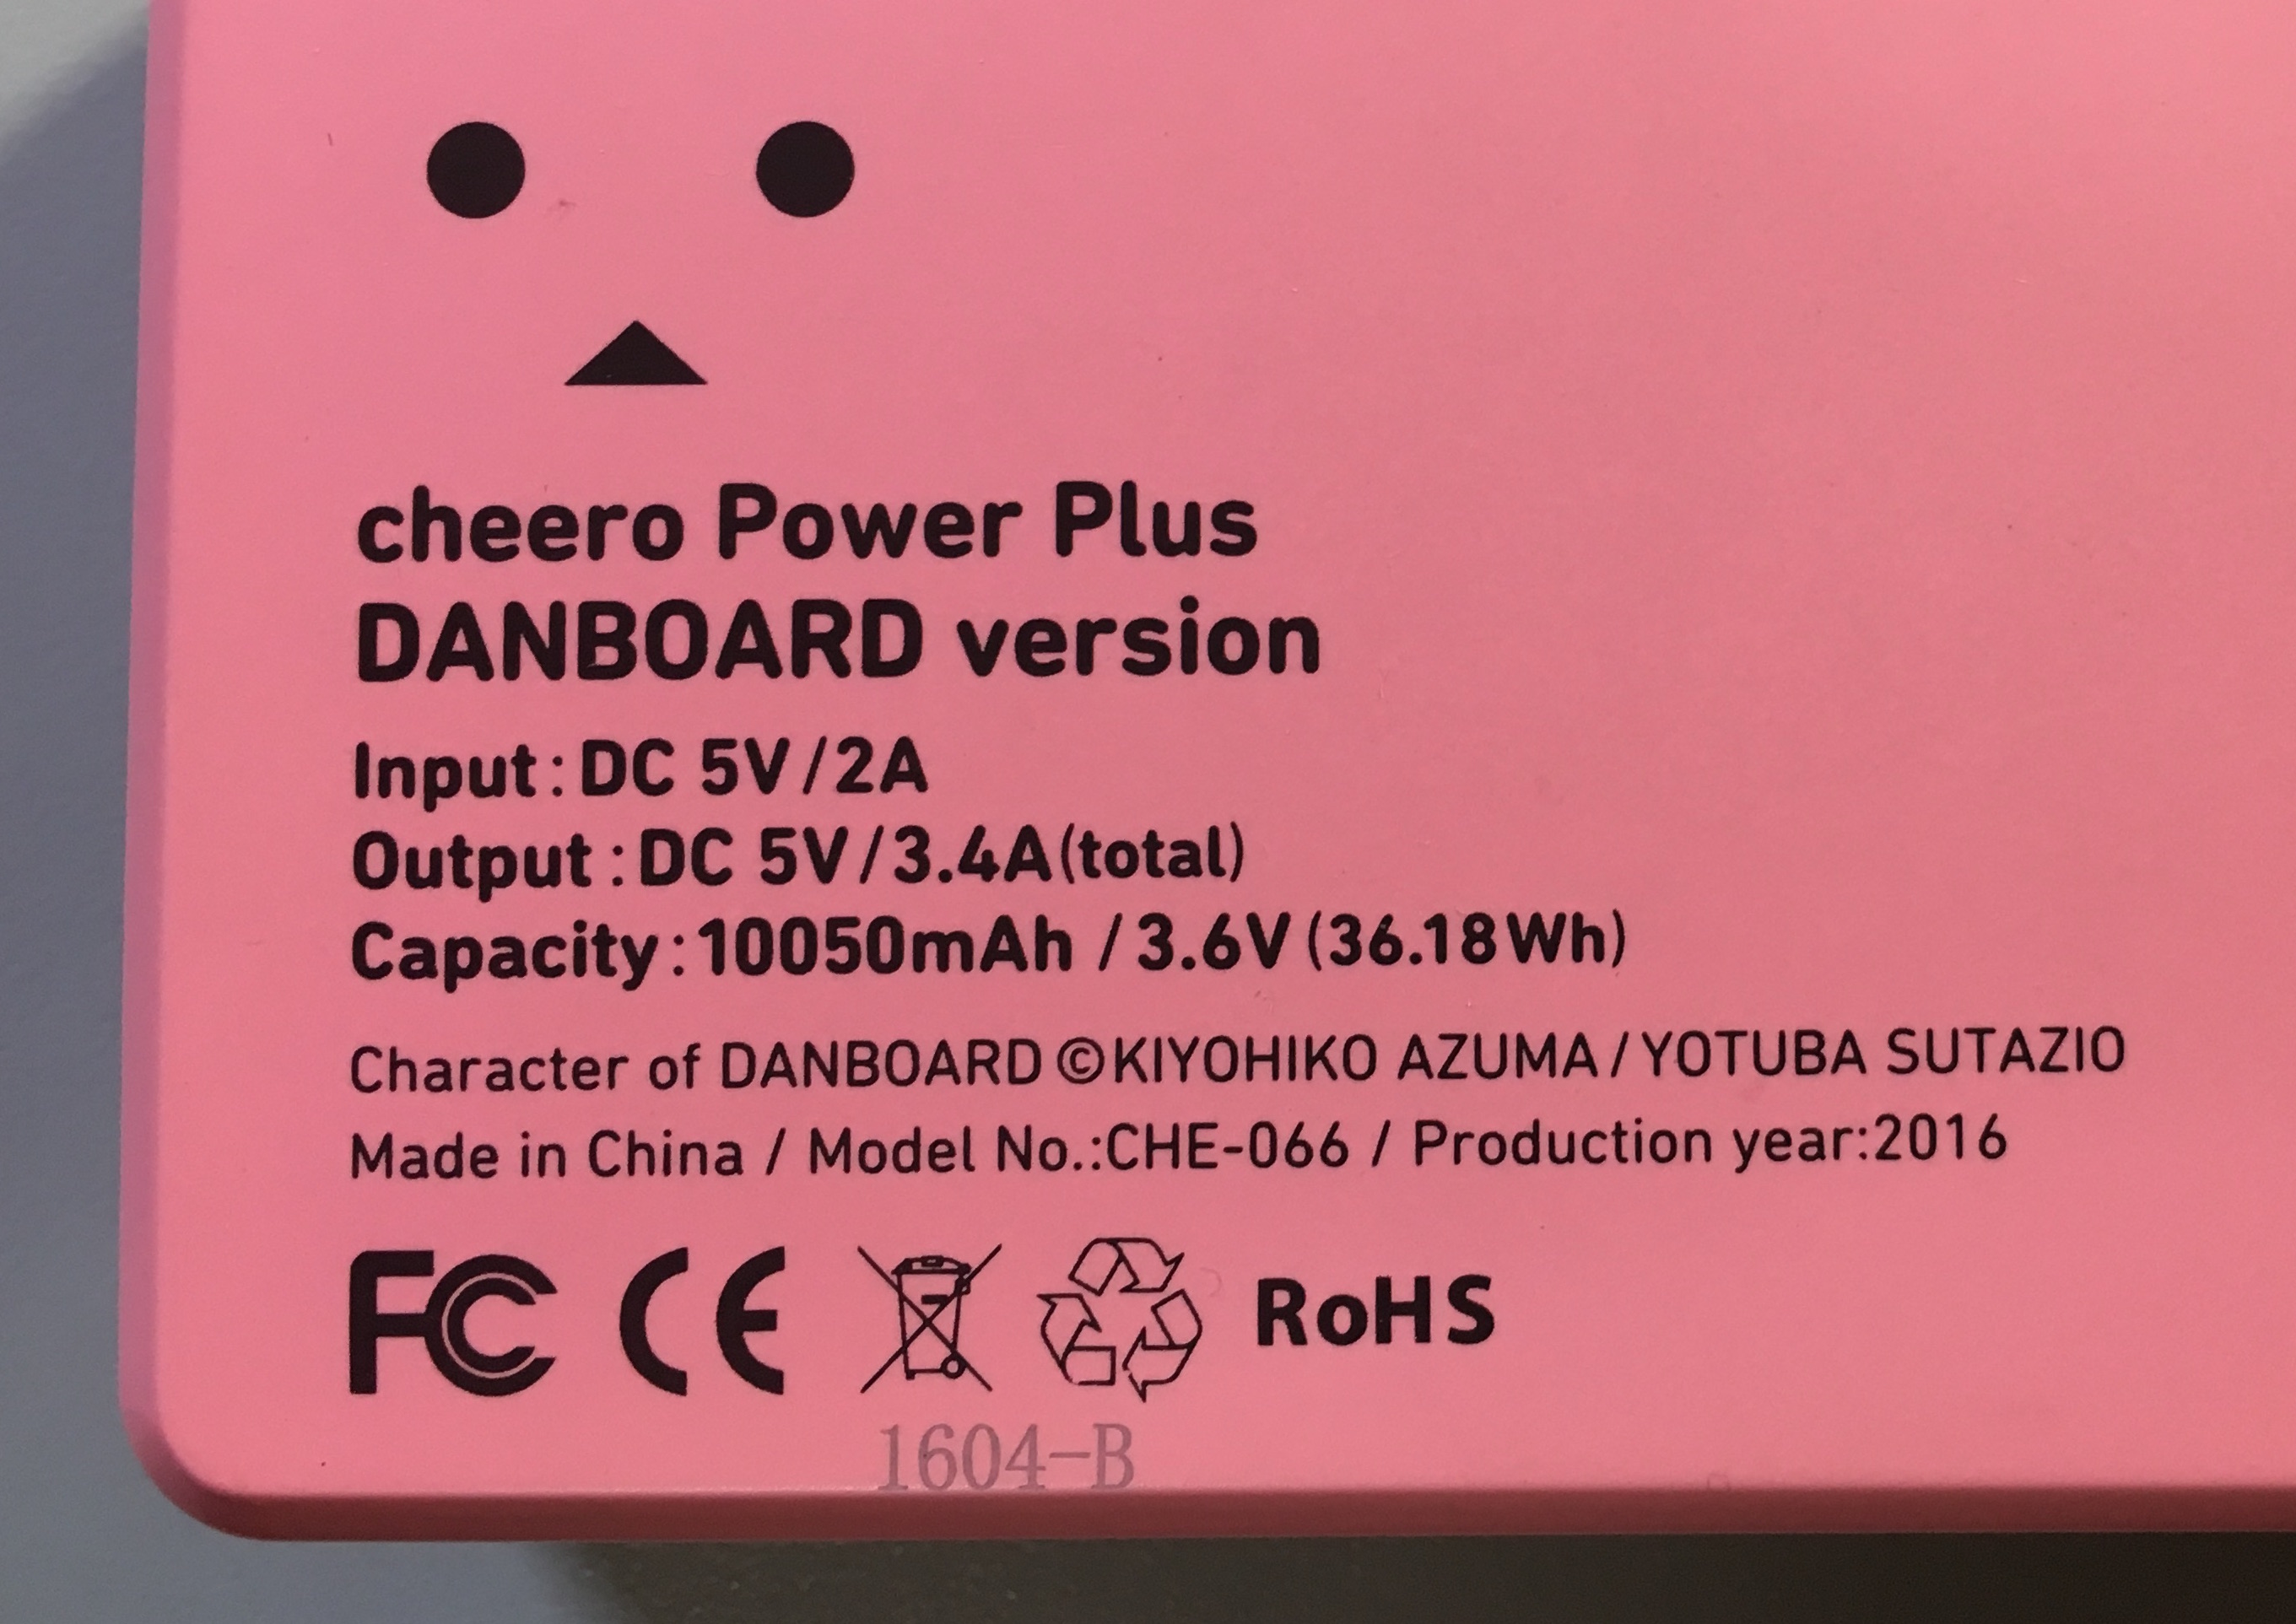 cheero Power Plus
DANBOARD version
Input: DC 5V/2A
Output: DC 5V/3.4A(total)
Capacity: 10050mAh / 3.6V (36.18Wh)
Character of DANBOARD ©KIYOHIKO AZUMA/YOTUBA SUTAZIO
Made in China / Model No.:CHE-066 / Production year:2016
FC CE RoHS
1604-B